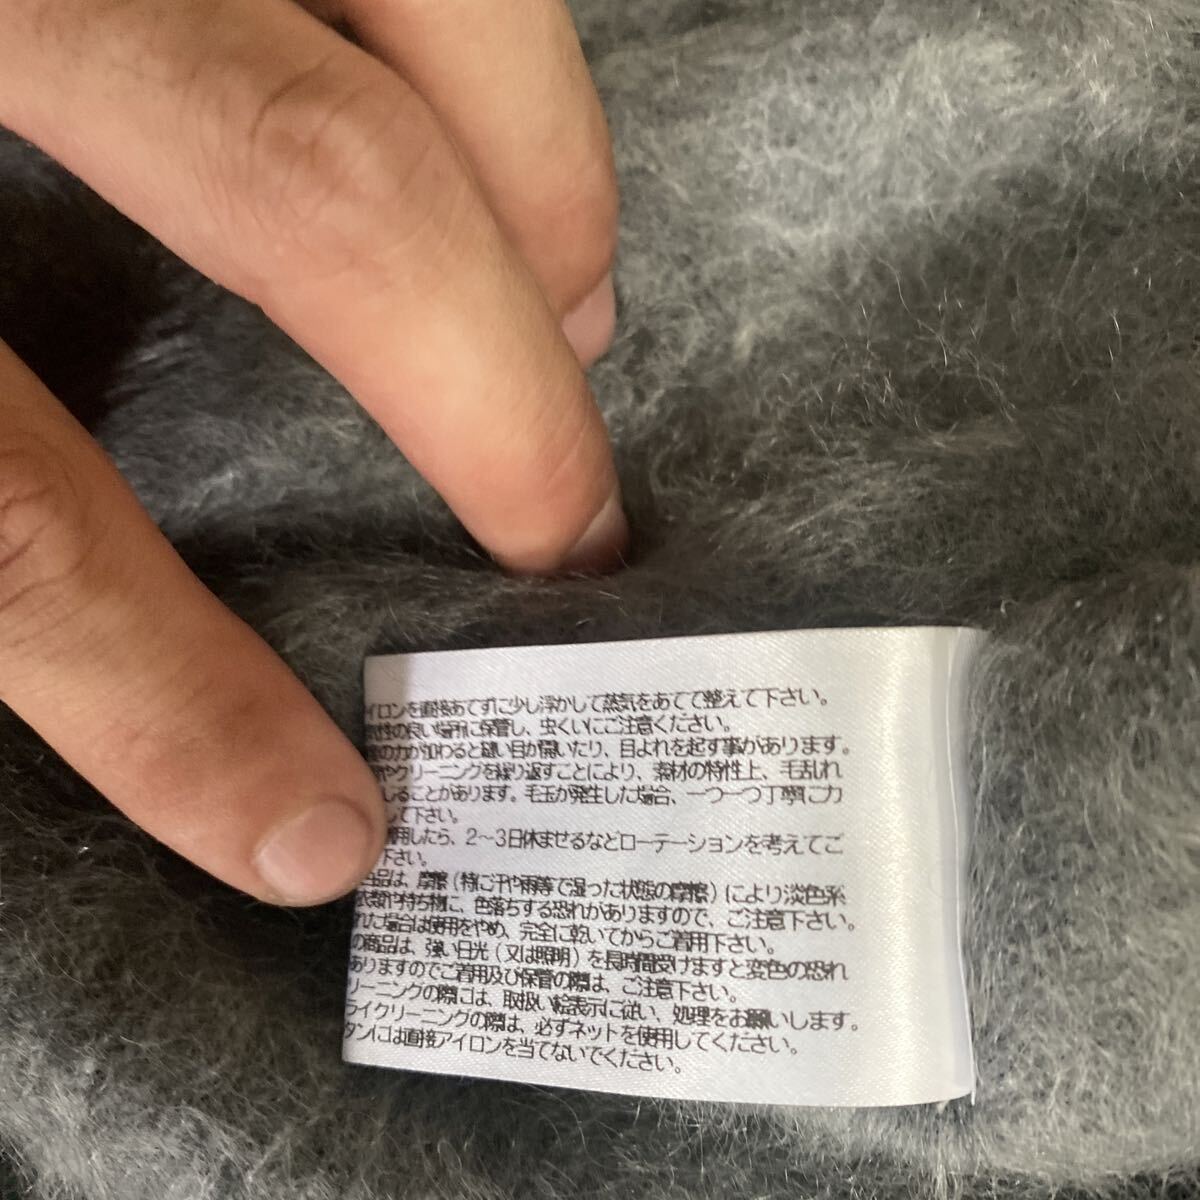 イロンを直接あてずに少し浮かして蒸気をあてて整えて下さい。
気性の良い場所に保管し、虫くいにご注意ください。
の力が加わると縫い目が開いたり、目よれを起す事があります。
やクリーニングを繰り返すことにより、素材の特性上、毛乱れ
じることがあります。毛玉が発生した場合、一つ一つ丁寧に力
して下さい。
着用したら、2〜3日休ませるなどローテーションを考えてご
下さい。
品は、摩擦(特に汗や雨等で湿った状態の摩擦)により淡色系
衣類や持ち物に、色落ちする恐れがありますので、ご注意下さい。
れた場合は使用をやめ、完全に乾いてからご着用下さい。
の商品は、強い日光(又は照明)を長時間受けますと変色の恐れ
ありますのでご着用及び保管の際は、ご注意下さい。
リーニングの際には、取扱い絵表示に従い、処理をお願いします。
ライクリーニングの際は、必ずネットを使用してください。
タンには直接アイロンを当てないでください。